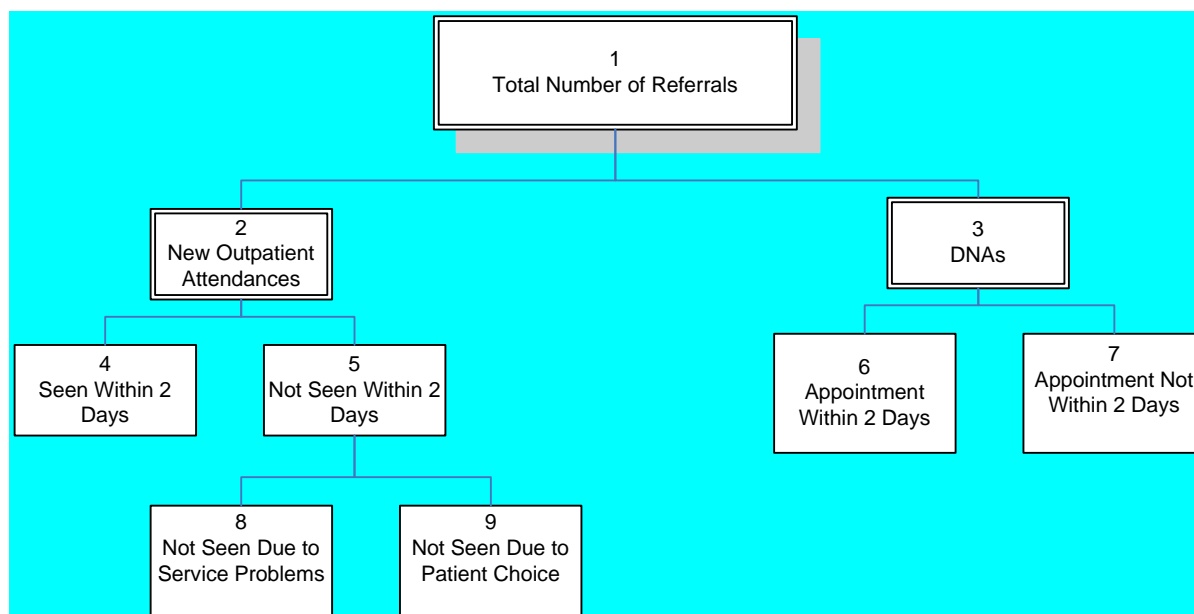 1
Total Number of Referrals
2
New Outpatient
Attendances
3
DNAs
4
Seen Within 2
Days
5
Not Seen Within 2
Days
6
Appointment
Within 2 Days
7
Appointment Not
Within 2 Days
8
Not Seen Due to
Service Problems
9
Not Seen Due to
Patient Choice